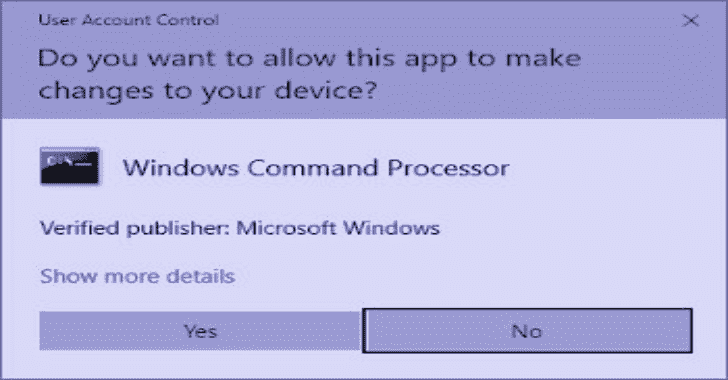 User Account Control
Do you want to allow this app to make
changes to your device?
Windows Command Processor
Verified publisher: Microsoft Windows
Show more details
Yes
No